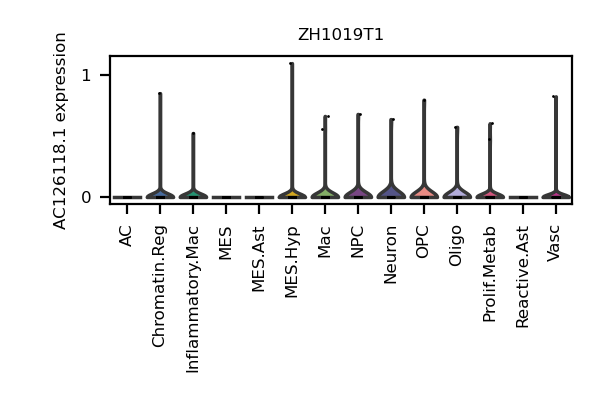 ZH1019T1
AC126118.1 expression
1
0
AC
Chromatin.Reg
Inflammatory.Mac
MES
MES.Ast
MES.Hyp
Mac
NPC
Neuron
OPC
Oligo
Prolif.Metab
Reactive.Ast
Vasc